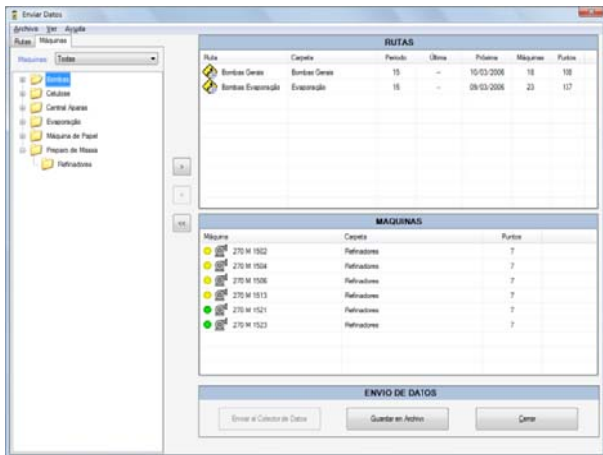 Enviar Datos
Archivo Ver Ayuda
Rutas Máquinas
Maquinas: Todas
Bombas
Celulose
Central Aparas
Evaporação
Máquina de Papel
Preparo de Massa
Refinadores
>
<
<<
RUTAS
Ruta Carpeta Periodo Última Próxima Máquinas Puntos
Bombas Gerais Bombas Gerais 15 -- 10/03/2006 18 108
Bombas Evaporação Evaporação 15 -- 09/03/2006 23 137
MAQUINAS
Máquina Carpeta Puntos
270 M 1502 Refinadores 7
270 M 1504 Refinadores 7
270 M 1506 Refinadores 7
270 M 1513 Refinadores 7
270 M 1521 Refinadores 7
270 M 1523 Refinadores 7
ENVIO DE DATOS
Enviar al Colector de Datos Guardar en Archivo Cerrar